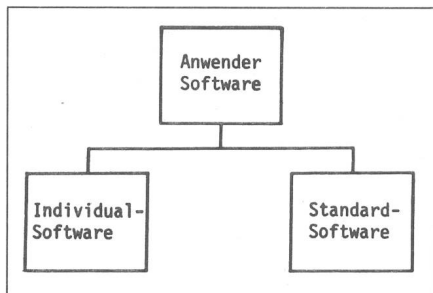 Anwender
Software
Individual-
Software
Standard-
Software